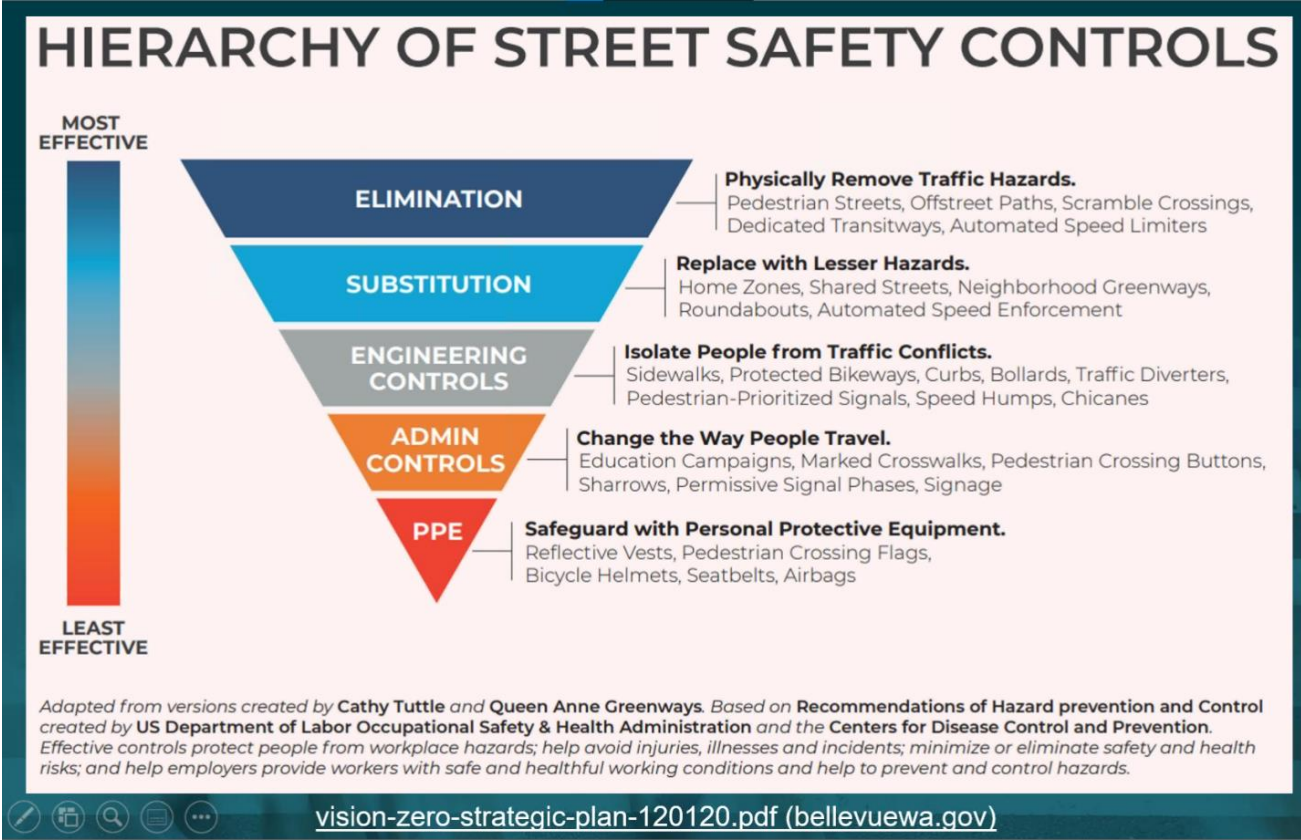 HIERARCHY OF STREET SAFETY CONTROLS
MOST
EFFECTIVE
ELIMINATION
Physically Remove Traffic Hazards.
Pedestrian Streets, Offstreet Paths, Scramble Crossings,
Dedicated Transitways, Automated Speed Limiters
SUBSTITUTION
Replace with Lesser Hazards.
Home Zones, Shared Streets, Neighborhood Greenways,
Roundabouts, Automated Speed Enforcement
ENGINEERING
CONTROLS
Isolate People from Traffic Conflicts.
Sidewalks, Protected Bikeways, Curbs, Bollards, Traffic Diverters,
Pedestrian-Prioritized Signals, Speed Humps, Chicanes
ADMIN
CONTROLS
Change the Way People Travel.
Education Campaigns, Marked Crosswalks, Pedestrian Crossing Buttons,
Sharrows, Permissive Signal Phases, Signage
PPE
Safeguard with Personal Protective Equipment.
Reflective Vests, Pedestrian Crossing Flags,
Bicycle Helmets, Seatbelts, Airbags
LEAST
EFFECTIVE
Adapted from versions created by Cathy Tuttle and Queen Anne Greenways. Based on Recommendations of Hazard prevention and Control
created by US Department of Labor Occupational Safety & Health Administration and the Centers for Disease Control and Prevention.
Effective controls protect people from workplace hazards; help avoid injuries, illnesses and incidents; minimize or eliminate safety and health
risks; and help employers provide workers with safe and healthful working conditions and help to prevent and control hazards.
vision-zero-strategic-plan-120120.pdf (bellevuewa.gov)